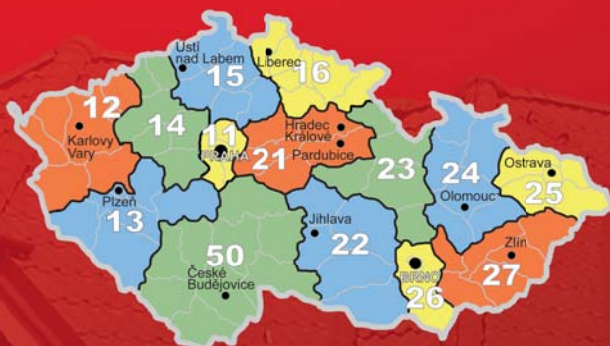 Ústí
nad Labem
15
Liberec
16
12
Karlovy
Vary
14
11
PRAHA
Hradec
Králové
21
Pardubice
23
24
Olomouc
Ostrava
25
Plzeň
13
50
České
Budějovice
Jihlava
22
BRNO
26
Zlín
27